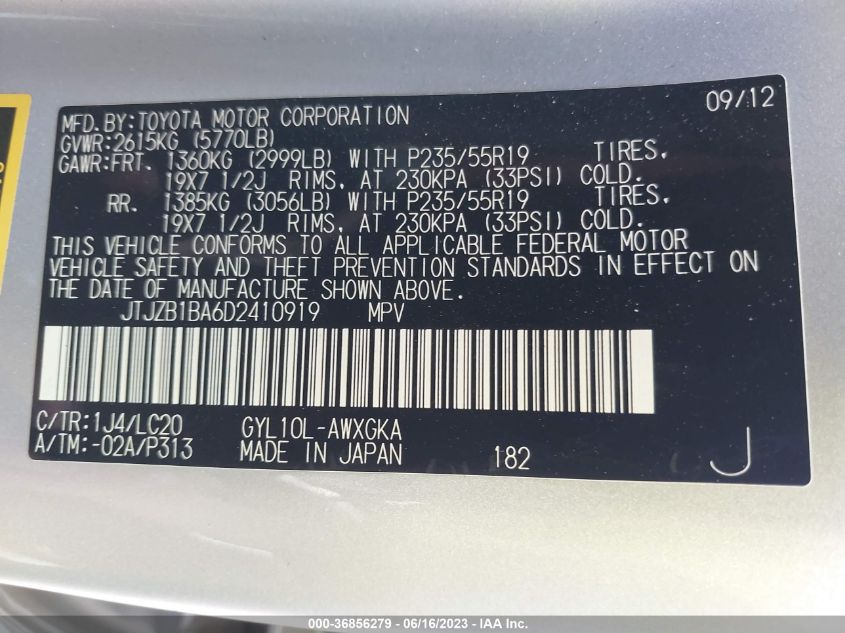 09/12
MFD.BY:TOYOTA MOTOR CORPORATION
GVWR:2615KG (5770LB)
GAWR:FRT. 1360KG (2999LB) WITH P235/55R19 TIRES,
19X7 1/2J RIMS, AT 230KPA (33PSI) COLD.
RR. 1385KG (3056LB) WITH P235/55R19 TIRES,
19X7 1/2J RIMS, AT 230KPA (33PSI) COLD.
THIS VEHICLE CONFORMS TO ALL APPLICABLE FEDERAL MOTOR
VEHICLE SAFETY AND THEFT PREVENTION STANDARDS IN EFFECT ON
THE DATE OF MANUFACTURE SHOWN ABOVE.
JTJZB1BA6D2410919 MPV
C/TR:1J4/LC20 GYL10L-AWXGKA
A/TM:-02A/P313 MADE IN JAPAN 182 J
000-36856279 - 06/16/2023 - IAA Inc.